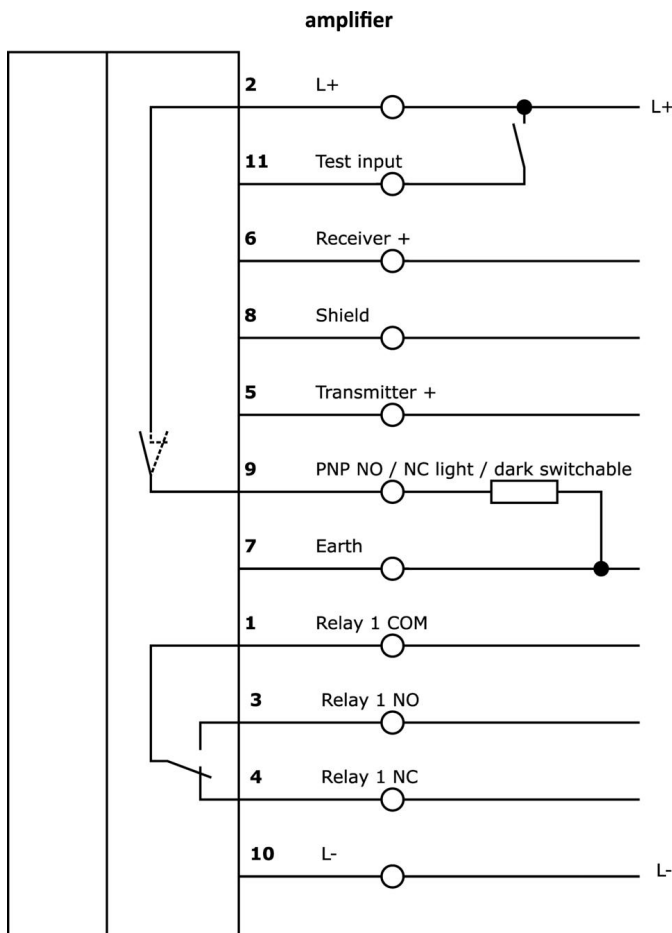 amplifier
2 L+
L+
11 Test input
6 Receiver +
8 Shield
5 Transmitter +
9 PNP NO / NC light / dark switchable
7 Earth
1 Relay 1 COM
3 Relay 1 NO
4 Relay 1 NC
10 L-
L-